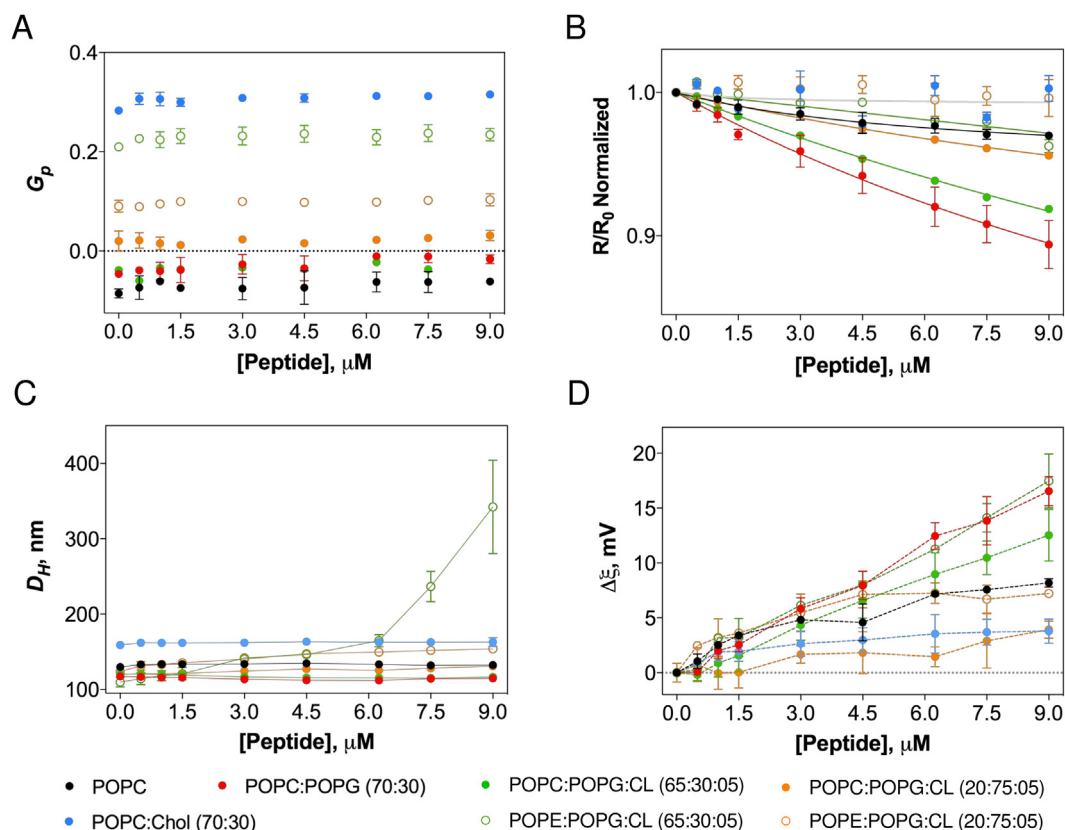 A
0.4
0.2
0.0
Gp
0.0 1.5 3.0 4.5 6.0 7.5 9.0
[Peptide], μM
B
1.0
0.9
R/R0 Normalized
0.0 1.5 3.0 4.5 6.0 7.5 9.0
[Peptide], μM
C
400
300
200
100
DH, nm
0.0 1.5 3.0 4.5 6.0 7.5 9.0
[Peptide], μM
D
20
15
10
5
0
Δξ, mV
0.0 1.5 3.0 4.5 6.0 7.5 9.0
[Peptide], μM
POPC POPC:POPG (70:30) POPC:POPG:CL (65:30:05) POPC:POPG:CL (20:75:05)
POPC:Chol (70:30) POPE:POPG:CL (65:30:05) POPE:POPG:CL (20:75:05)